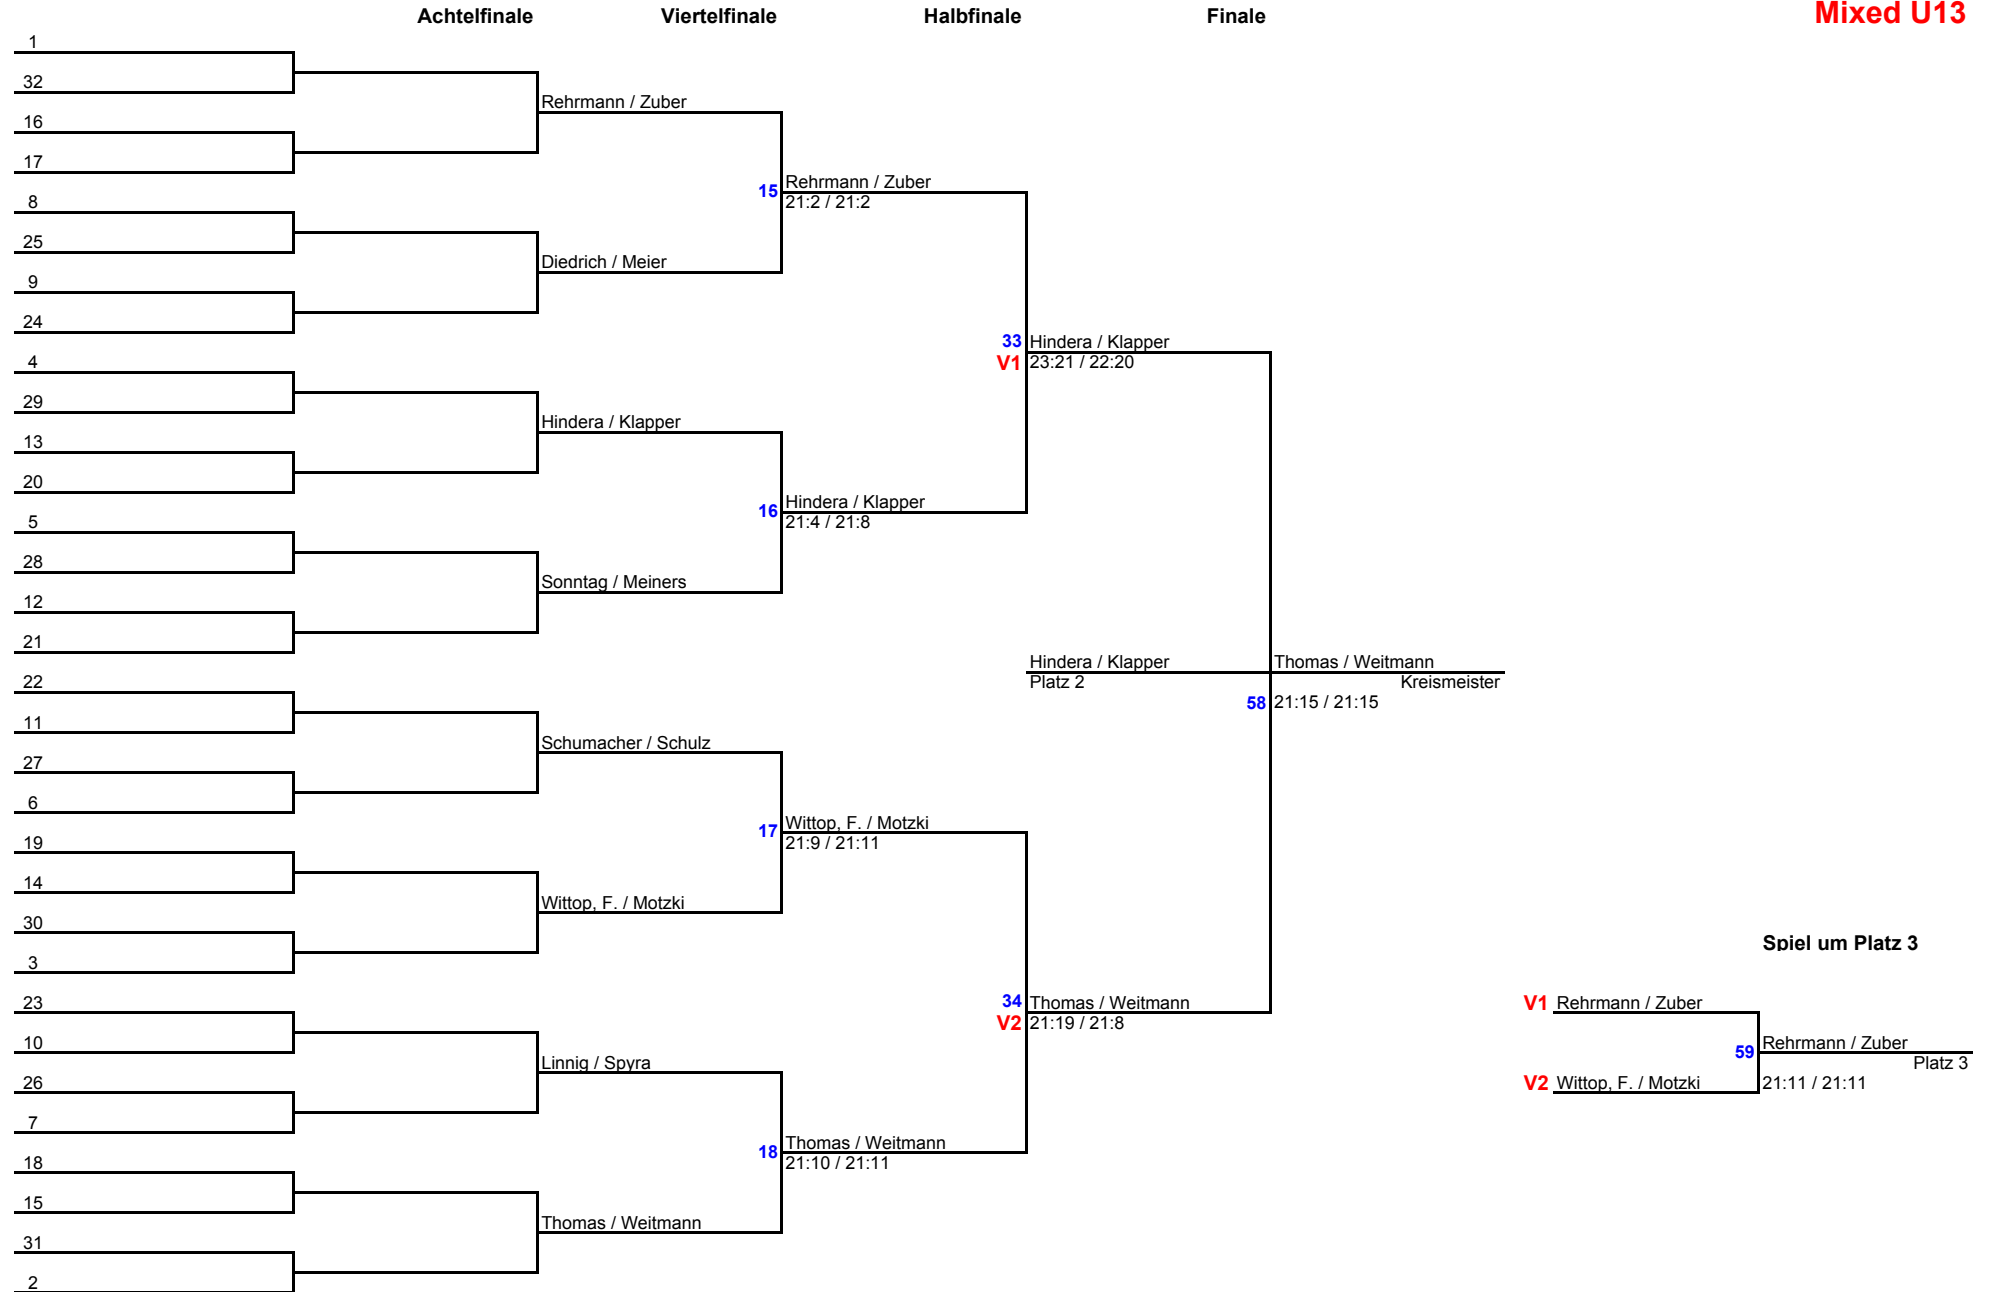 Achtelfinale Viertelfinale Halbfinale Finale Mixed U13
1
32
Rehrmann / Zuber
16
17
15 Rehrmann / Zuber
21:2 / 21:2
8
25
Diedrich / Meier
9
24
33 Hindera / Klapper
V1 23:21 / 22:20
4
29
Hindera / Klapper
13
20
16 Hindera / Klapper
21:4 / 21:8
5
28
Sonntag / Meiners
12
21
Hindera / Klapper
Platz 2
Thomas / Weitmann
Kreismeister
58 21:15 / 21:15
22
11
Schumacher / Schulz
27
6
17 Wittop, F. / Motzki
21:9 / 21:11
19
14
Wittop, F. / Motzki
30
3
34 Thomas / Weitmann
V2 21:19 / 21:8
23
10
Linnig / Spyra
26
7
18 Thomas / Weitmann
21:10 / 21:11
18
15
Thomas / Weitmann
31
2
Spiel um Platz 3
V1 Rehrmann / Zuber
59 Rehrmann / Zuber
Platz 3
V2 Wittop, F. / Motzki
21:11 / 21:11